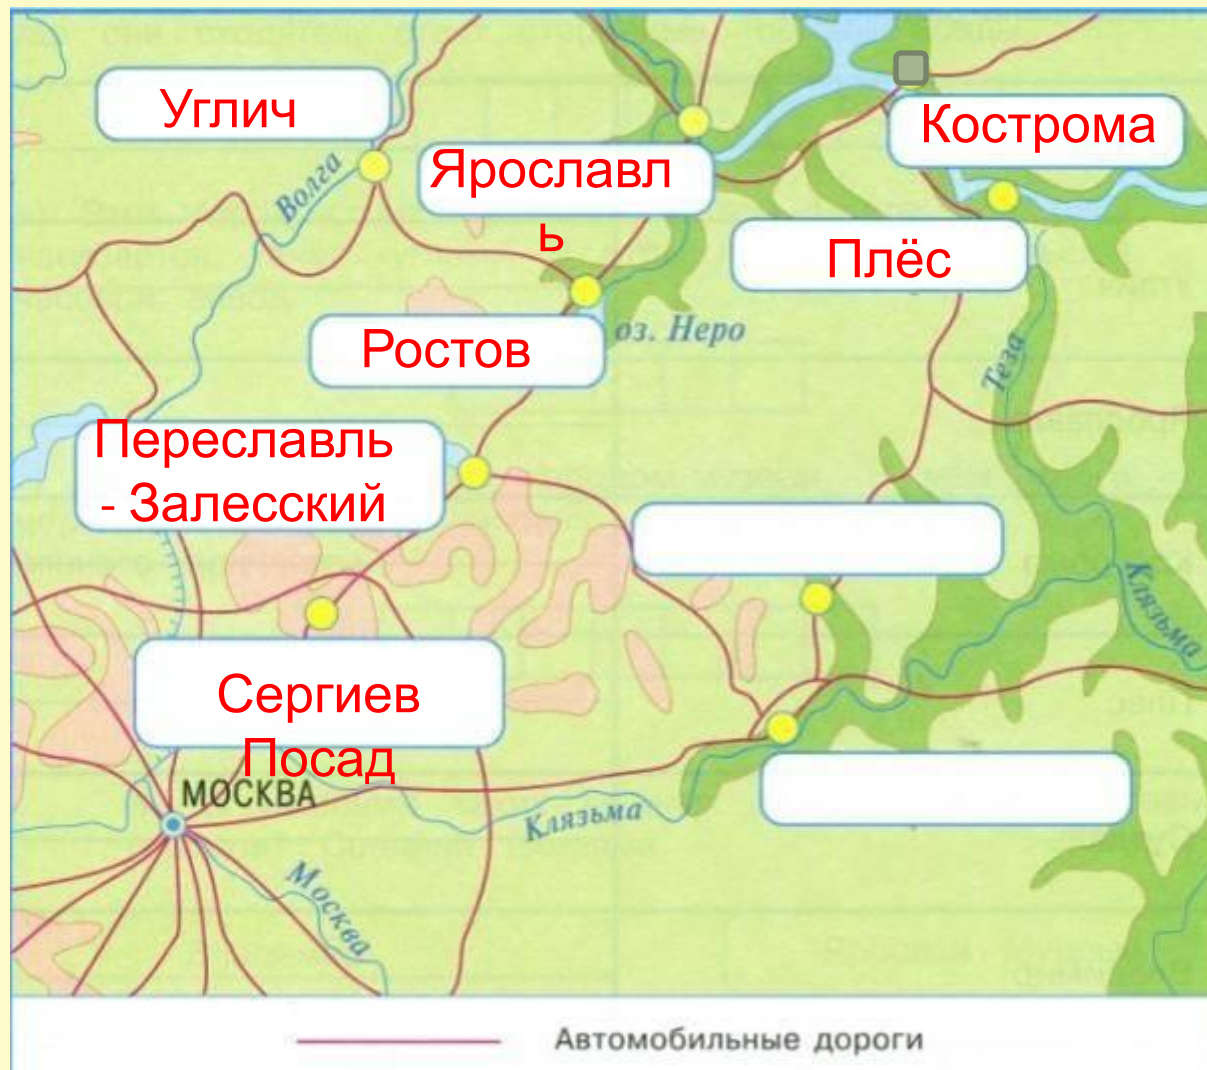 Углич
Кострома
Ярославл
ь
Волга
Плёс
Ростов
оз. Неро
Теза
Переславль
- Залесский
Клязьма
Сергиев
Посад
МОСКВА
Клязьма
Москва
Автомобильные дороги